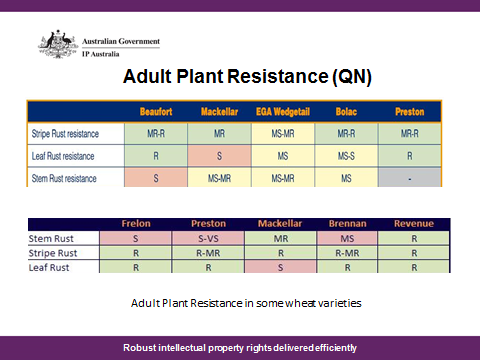 Australian Government
IP Australia
Adult Plant Resistance (QN)
Beaufort Mackellar EGA Wedgetail Bolac Preston
Stripe Rust resistance MR-R MR MS-MR MR-R MR-R
Leaf Rust resistance R S MS MS-S R
Stem Rust resistance S MS-MR MS-MR MS -
Frelon Preston Mackellar Brennan Revenue
Stem Rust S S-VS MR MS R
Stripe Rust R R-MR R R-MR R
Leaf Rust R R S R R
Adult Plant Resistance in some wheat varieties
Robust intellectual property rights delivered efficiently